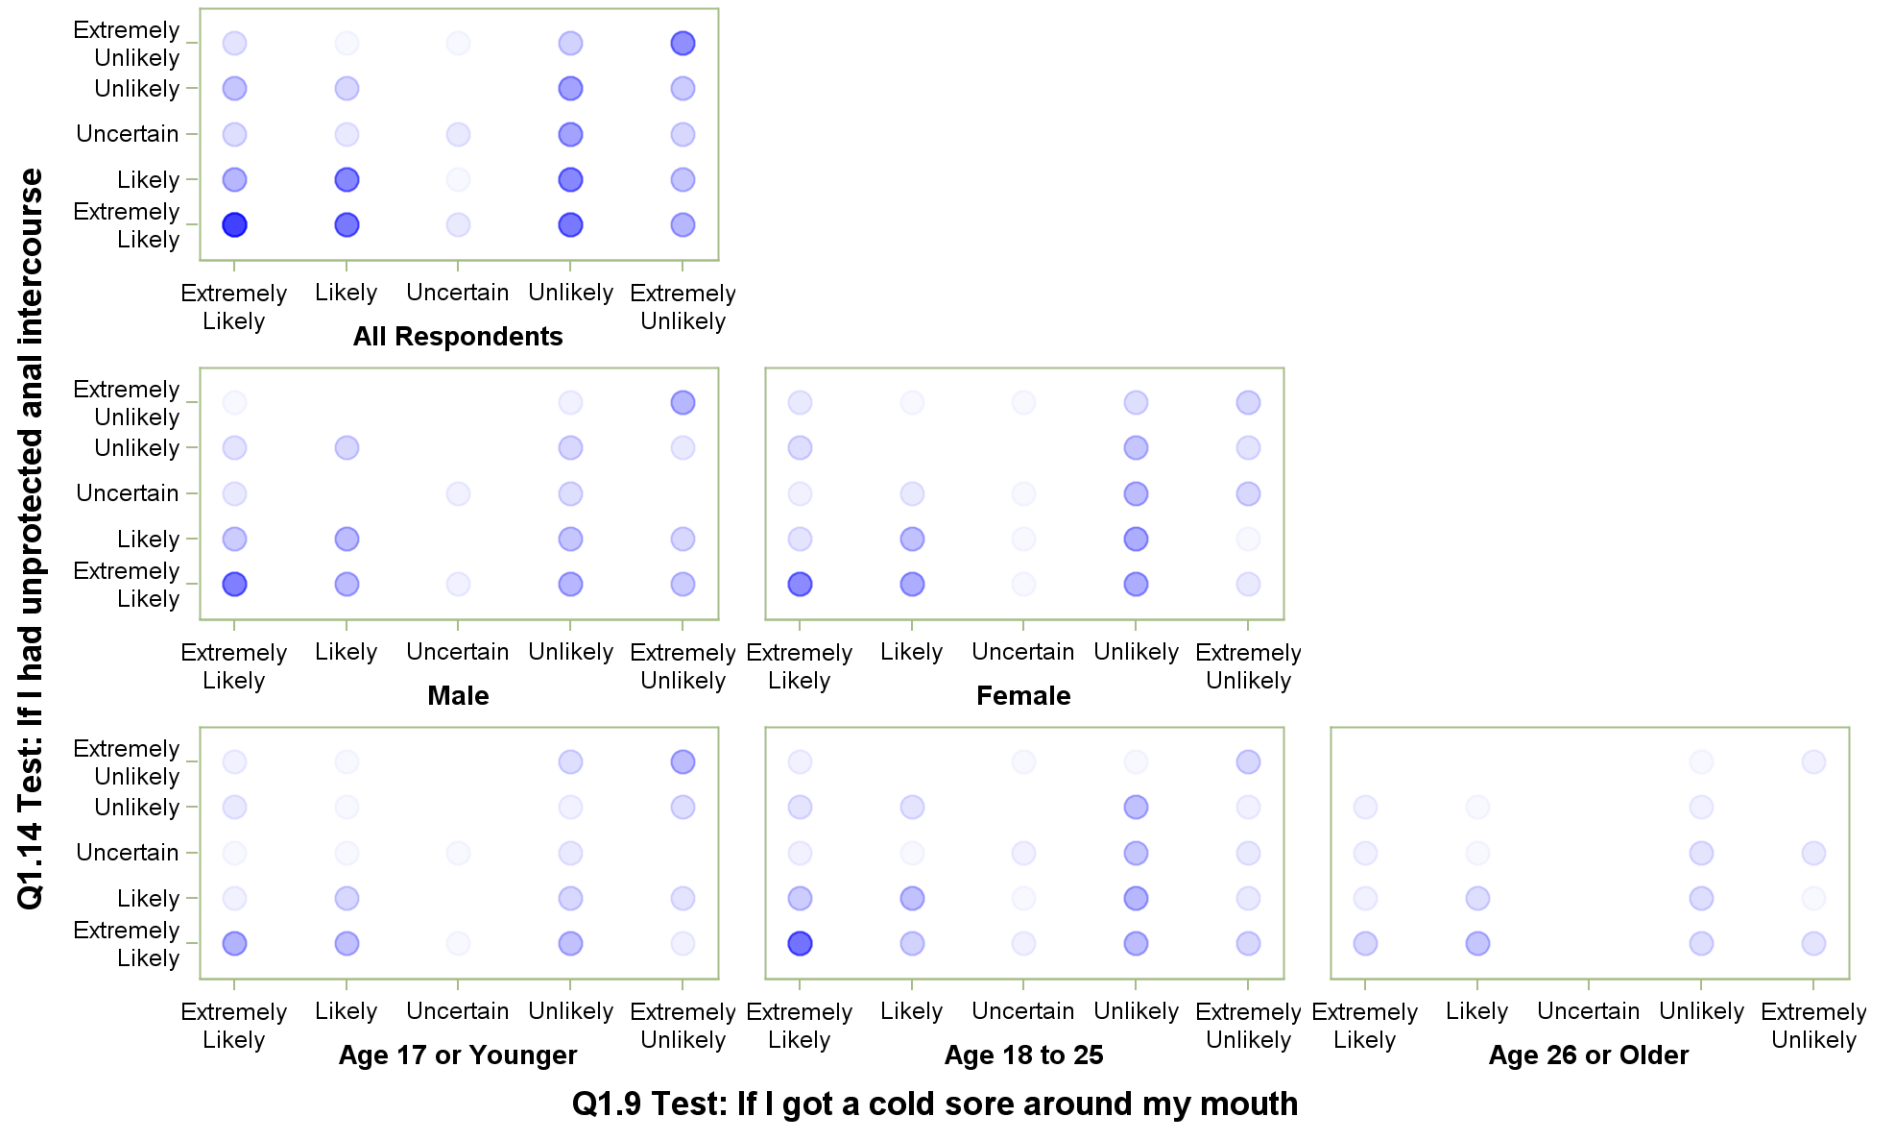 Q1.14 Test: If I had unprotected anal intercourse
Extremely
Unlikely
Unlikely
Uncertain
Likely
Extremely
Likely
Extremely
Likely
Likely
Uncertain
Unlikely
Extremely
Unlikely
All Respondents
Extremely
Unlikely
Unlikely
Uncertain
Likely
Extremely
Likely
Extremely
Likely
Likely
Uncertain
Unlikely
Extremely
Unlikely
Male
Extremely
Likely
Likely
Uncertain
Unlikely
Extremely
Unlikely
Female
Extremely
Unlikely
Unlikely
Uncertain
Likely
Extremely
Likely
Extremely
Likely
Likely
Uncertain
Unlikely
Extremely
Unlikely
Age 17 or Younger
Extremely
Likely
Likely
Uncertain
Unlikely
Extremely
Unlikely
Age 18 to 25
Extremely
Likely
Likely
Uncertain
Unlikely
Extremely
Unlikely
Age 26 or Older
Q1.9 Test: If I got a cold sore around my mouth